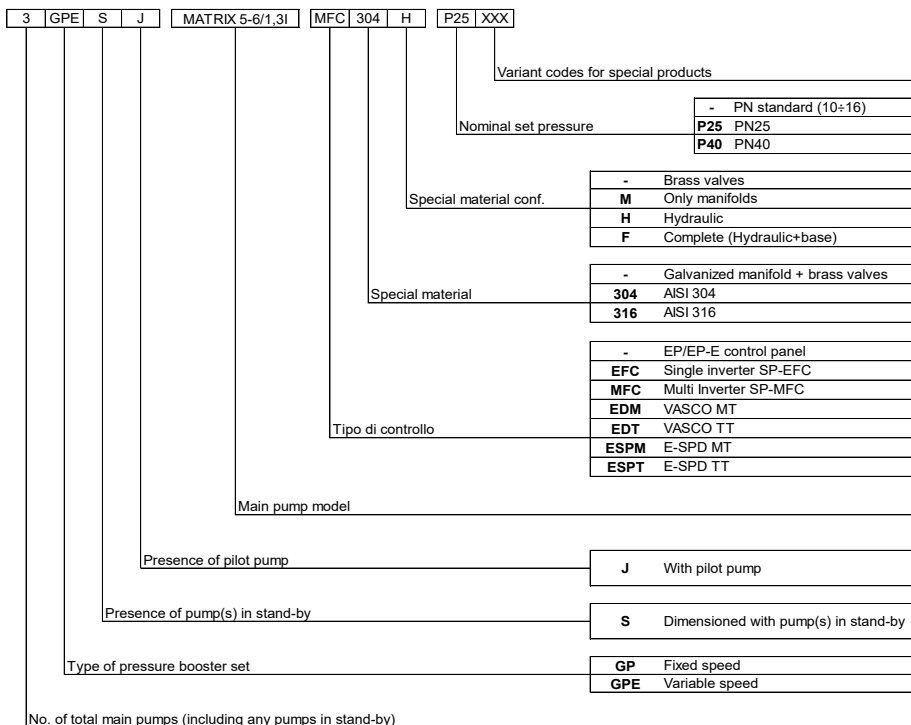 3 GPE S J MATRIX 5-6/1,3I MFC 304 H P25 XXX
Variant codes for special products
- PN standard (10÷16)
Nominal set pressure P25 PN25
P40 PN40
- Brass valves
Special material conf. M Only manifolds
H Hydraulic
F Complete (Hydraulic+base)
- Galvanized manifold + brass valves
Special material 304 AISI 304
316 AISI 316
- EP/EP-E control panel
EFC Single inverter SP-EFC
MFC Multi Inverter SP-MFC
EDM VASCO MT
Tipo di controllo EDT VASCO TT
ESPM E-SPD MT
ESPT E-SPD TT
Main pump model
Presence of pilot pump
J With pilot pump
Presence of pump(s) in stand-by
S Dimensioned with pump(s) in stand-by
Type of pressure booster set GP Fixed speed
GPE Variable speed
No. of total main pumps (including any pumps in stand-by)